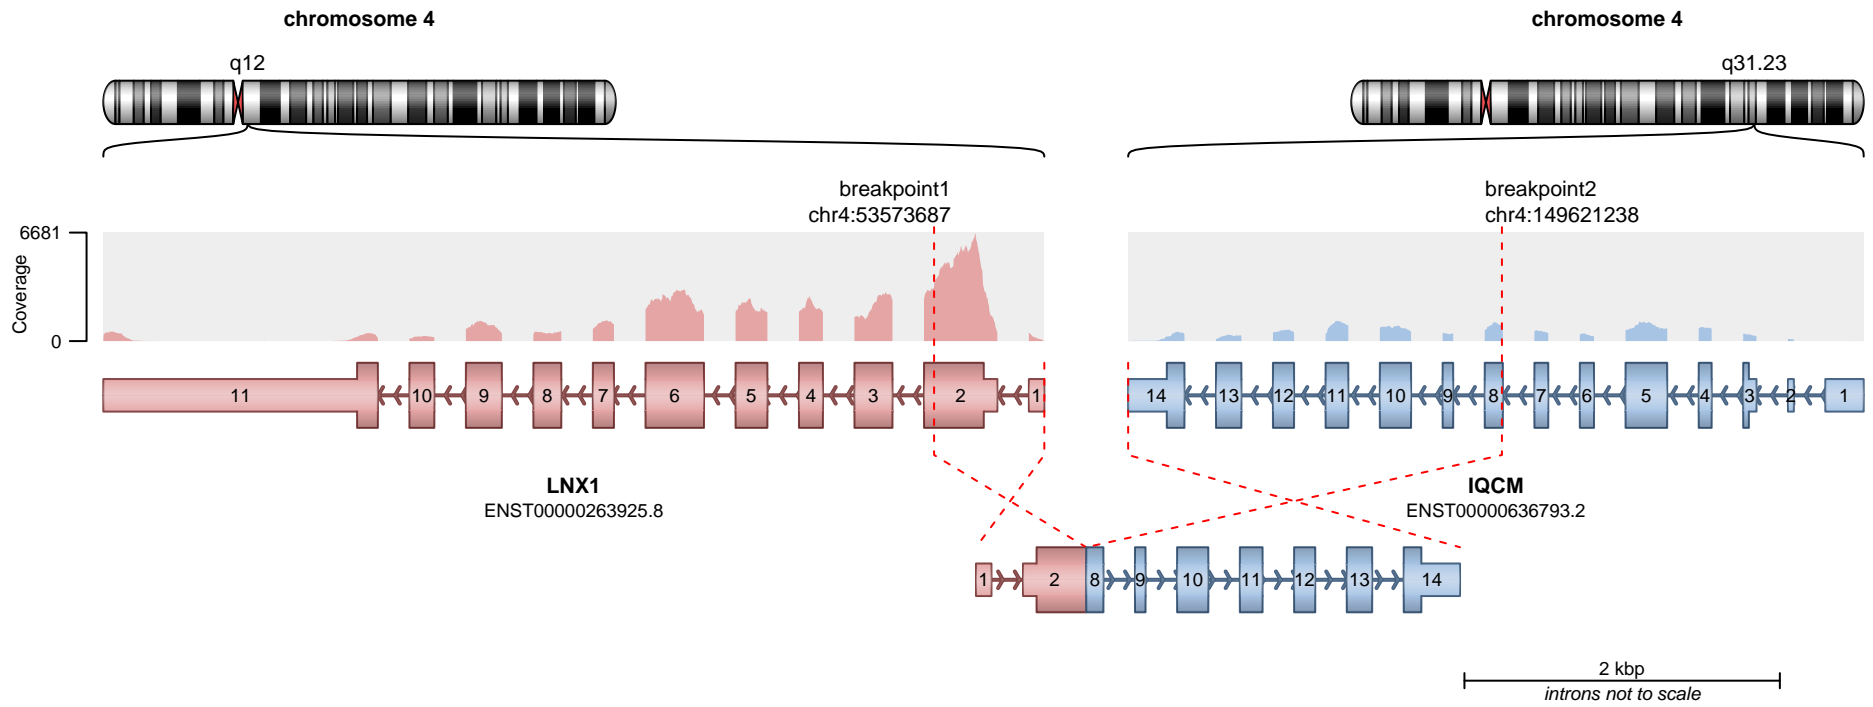 chromosome 4
chromosome 4
q12
q31.23
breakpoint1
chr4:53573687
breakpoint2
chr4:149621238
6681
Coverage
0
11 10 9 8 7 6 5 4 3 2 1
14 13 12 11 10 9 8 7 6 5 4 3 2 1
LNX1
ENST00000263925.8
IQCM
ENST00000636793.2
1 2 8 9 10 11 12 13 14
2 kbp
introns not to scale